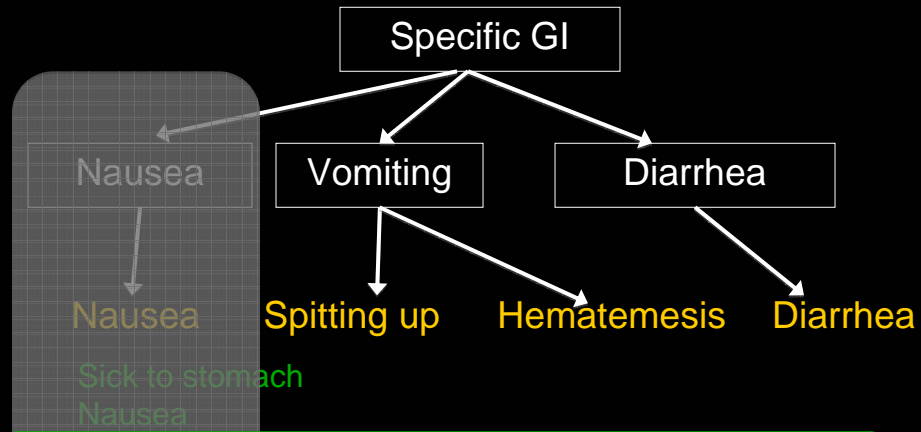 Specific GI
Nausea
Vomiting
Diarrhea
Nausea
Spitting up
Hematemesis
Diarrhea
Sick to stomach
Nausea